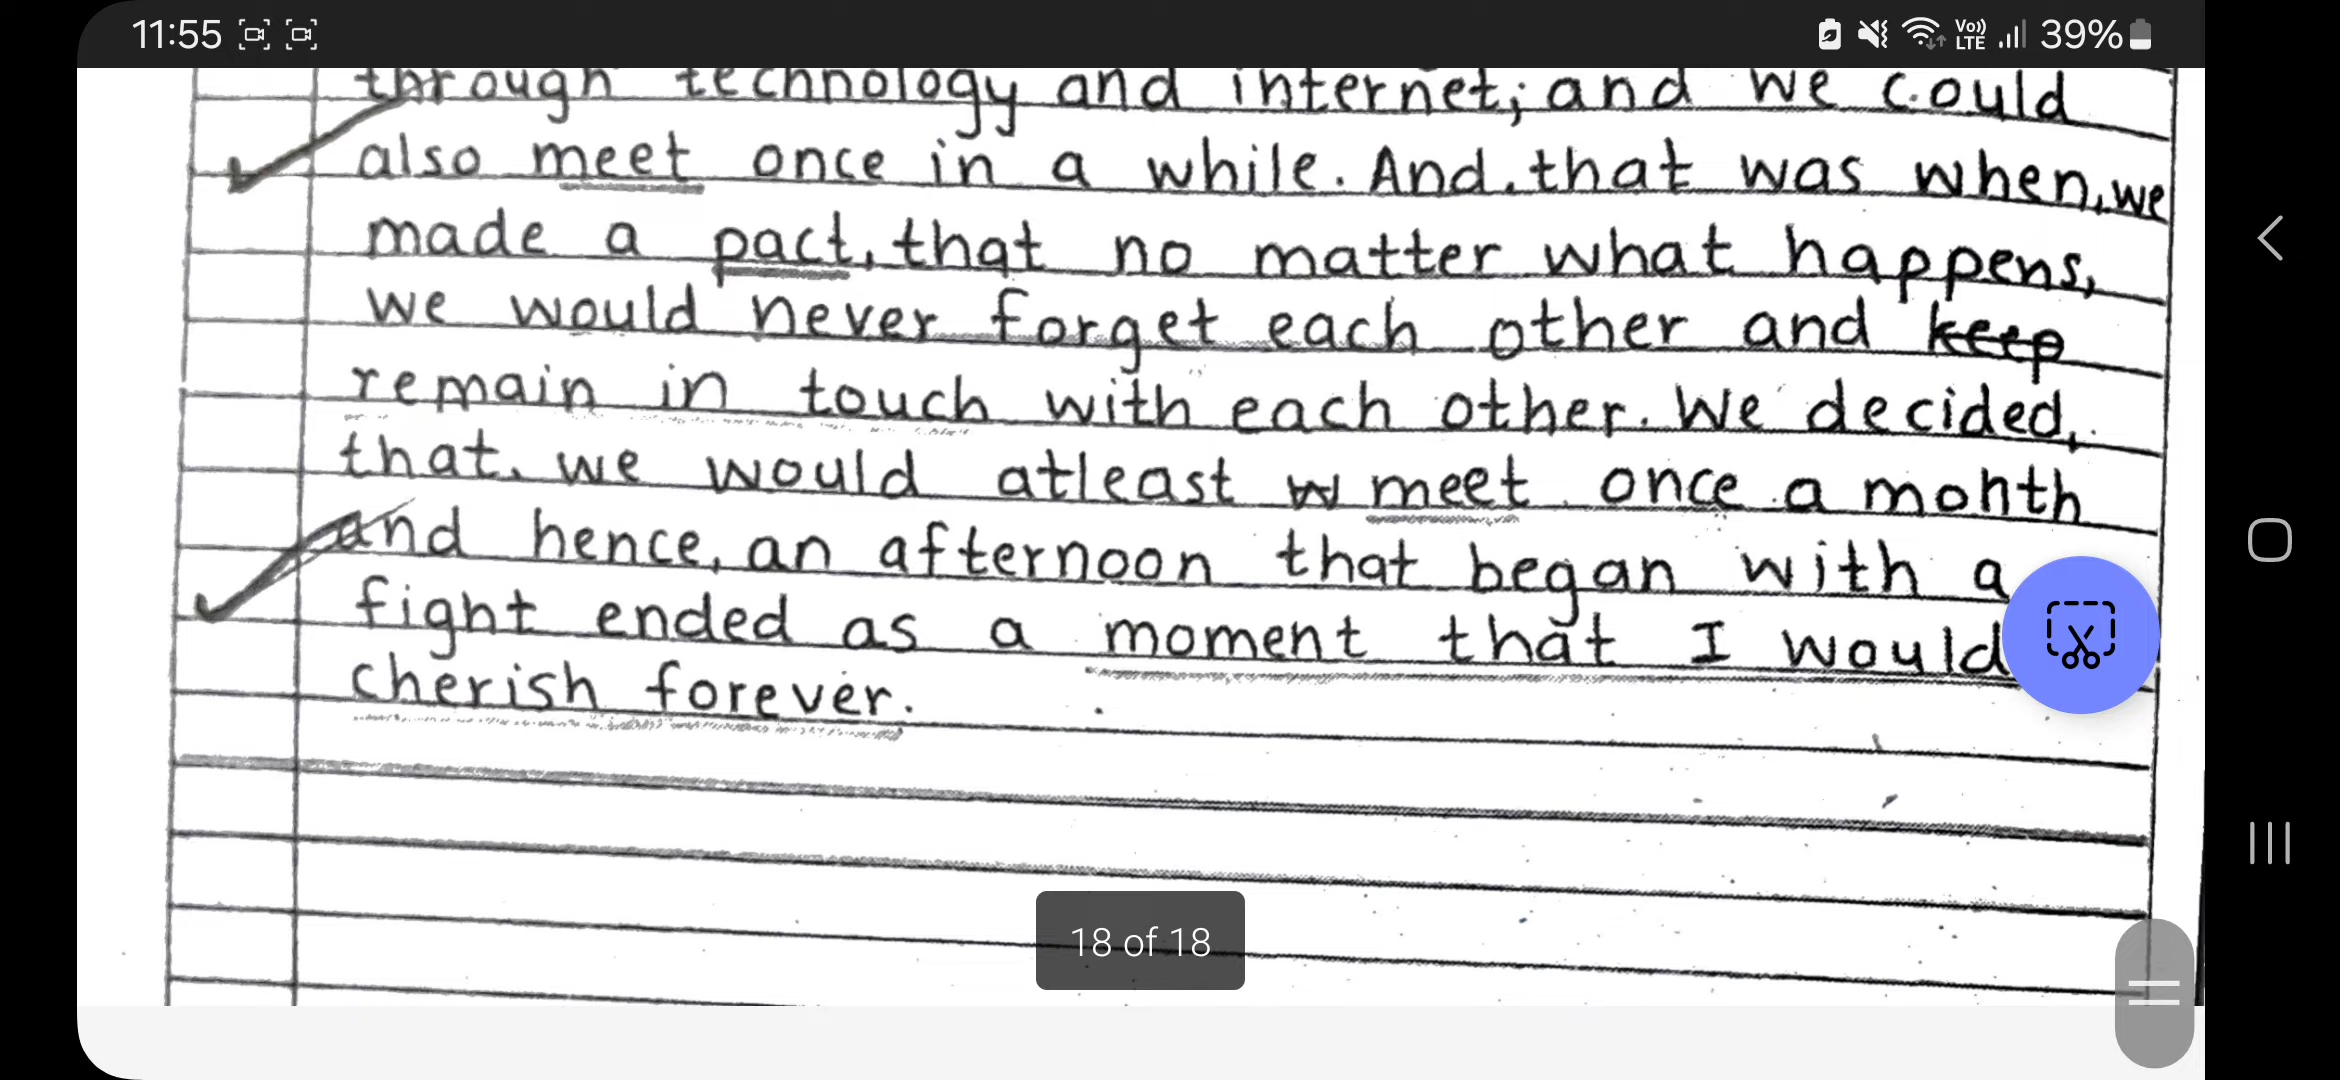 11:55
Vo)) LTE
39%
through technology and internet; and we could
also meet once in a while. And, that was when, we
made a pact, that no matter what happens,
we would never forget each other and keep
remain in touch with each other. We decided,
that, we would atleast w meet once a month
and hence, an afternoon that began with a
fight ended as a moment that I would
cherish forever.
18 of 18